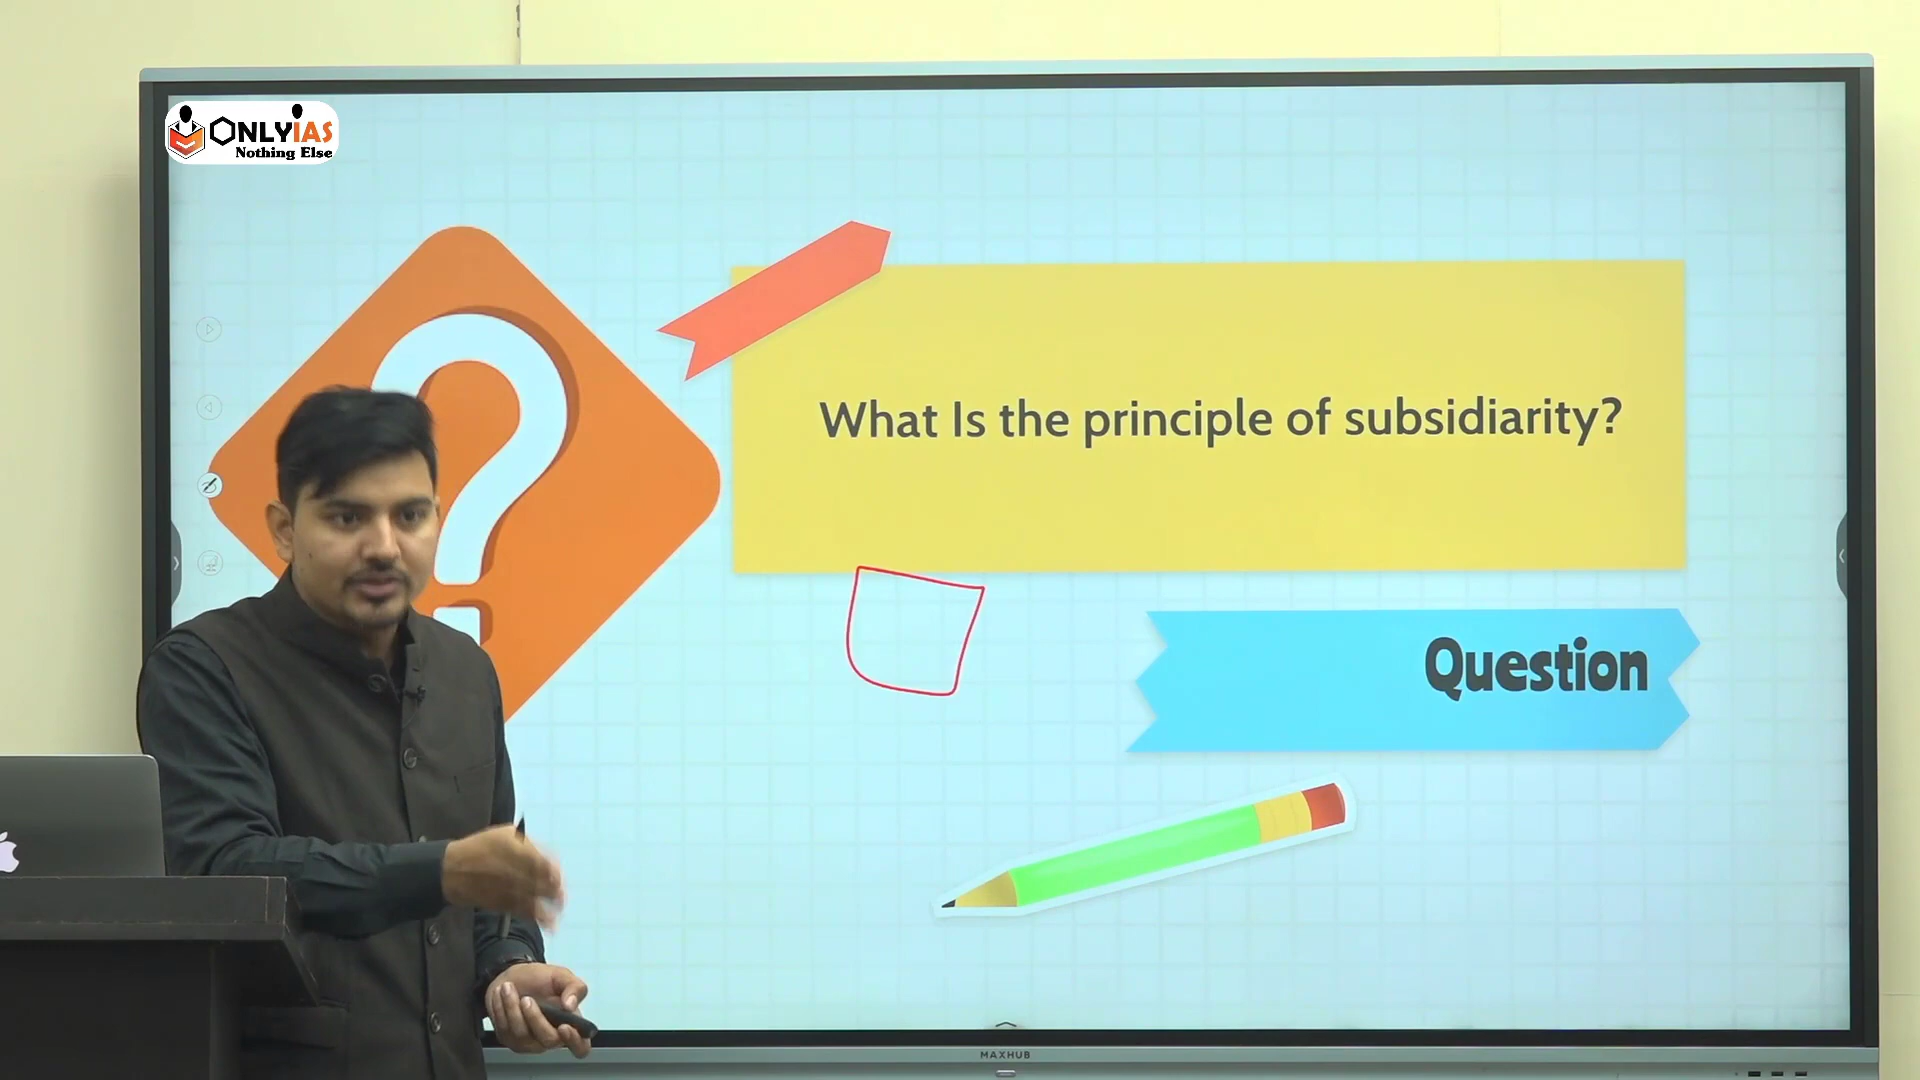 ONLYIAS
Nothing Else
What Is the principle of subsidiarity?
Question
MAXHUB